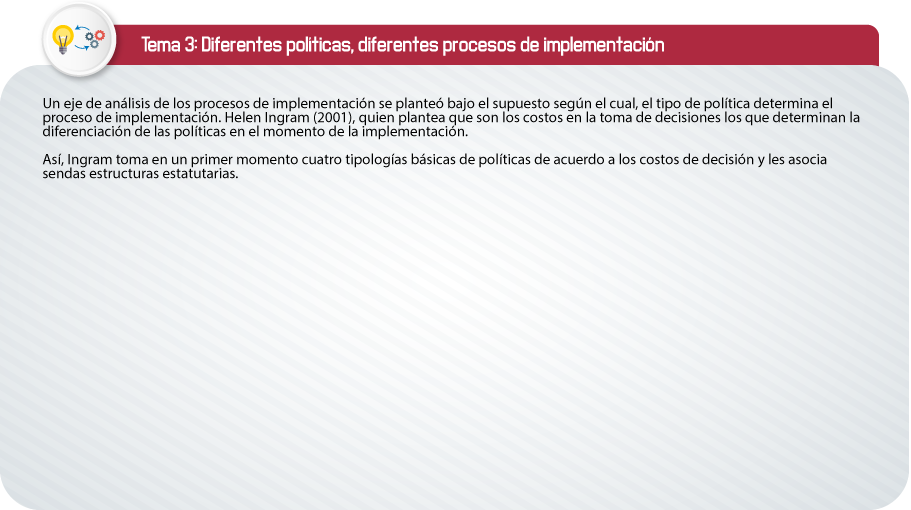 Tema 3: Diferentes politicas, diferentes procesos de implementación
Un eje de análisis de los procesos de implementación se planteó bajo el supuesto según el cual, el tipo de política determina el
proceso de implementación. Helen Ingram (2001), quien plantea que son los costos en la toma de decisiones los que determinan la
diferenciación de las políticas en el momento de la implementación.
Así, Ingram toma en un primer momento cuatro tipologías básicas de políticas de acuerdo a los costos de decisión y les asocia
sendas estructuras estatutarias.